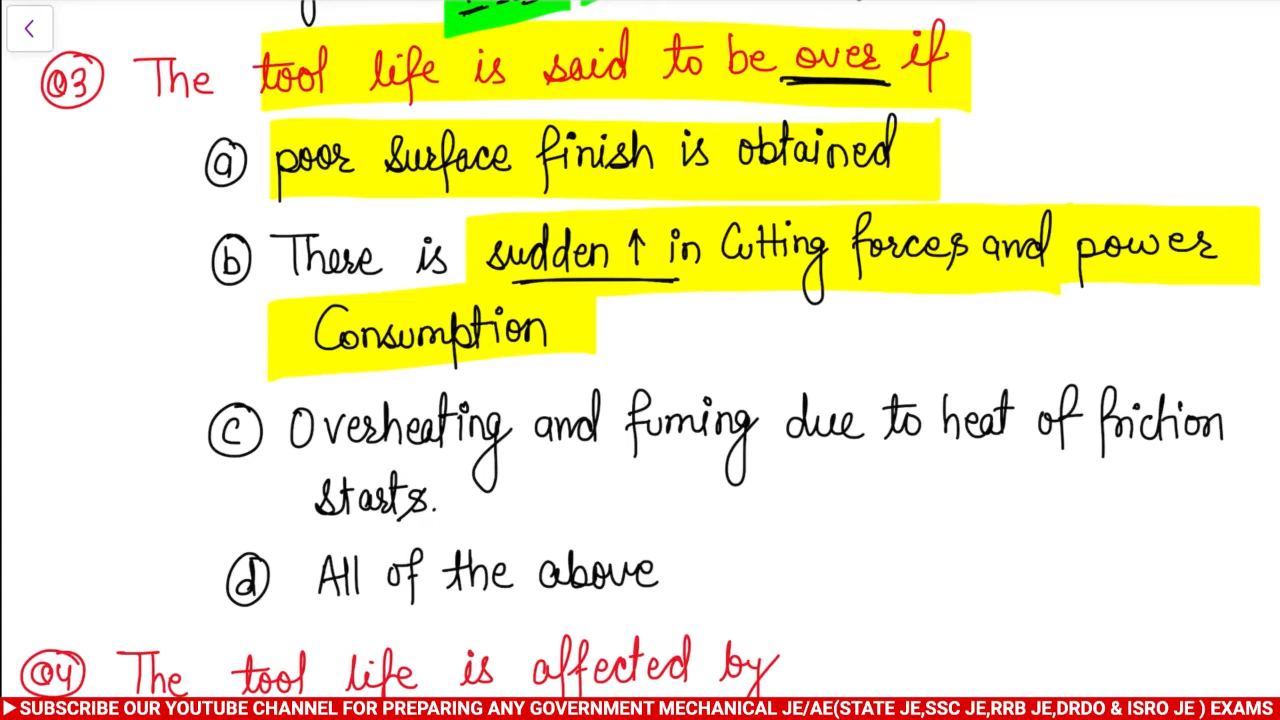 Q3 The tool life is said to be over if
a poor surface finish is obtained
b There is sudden ↑ in Cutting forces and power
Consumption
c Overheating and fuming due to heat of friction
starts.
d All of the above
Q4 The tool life is affected by
▶ SUBSCRIBE OUR YOUTUBE CHANNEL FOR PREPARING ANY GOVERNMENT MECHANICAL JE/AE(STATE JE,SSC JE,RRB JE,DRDO & ISRO JE ) EXAMS